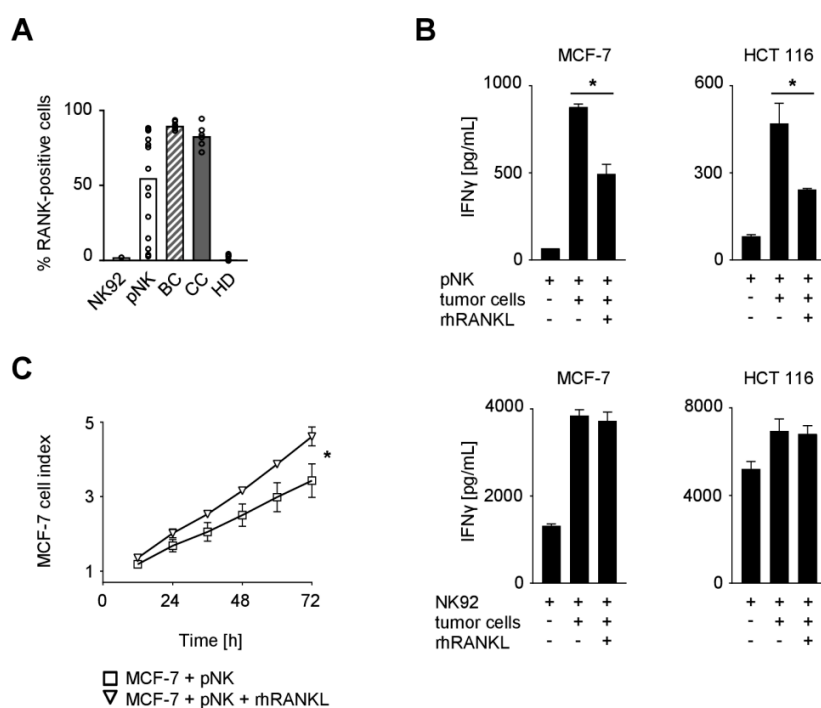 A
% RANK-positive cells
100
50
0
NK92
pNK
BC
CC
HD
B
MCF-7
IFNγ [pg/mL]
1000
500
0
pNK + + +
tumor cells - + +
rhRANKL - - +
HCT 116
600
300
0
+ + +
- + +
- - +
MCF-7
IFNγ [pg/mL]
4000
2000
0
NK92 + + +
tumor cells - + +
rhRANKL - - +
HCT 116
IFNγ [pg/mL]
8000
4000
0
+ + +
- + +
- - +
*
*
C
MCF-7 cell index
5
3
1
0 24 48 72
*
Time [h]
MCF-7 + pNK
MCF-7 + pNK + rhRANKL